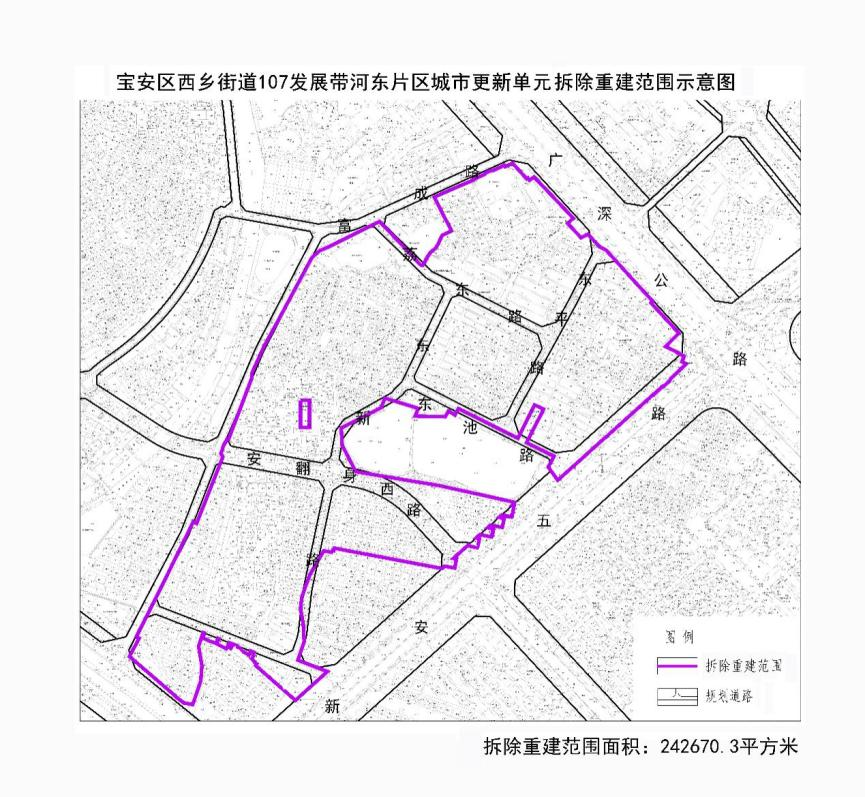 宝安区西乡街道107发展带河东片区城市更新单元拆除重建范围示意图
富成路
广深公路
荔东路
东平路
东新路
东池路
安翻身西路
新安五路
图例
拆除重建范围
规划道路
拆除重建范围面积：242670.3平方米